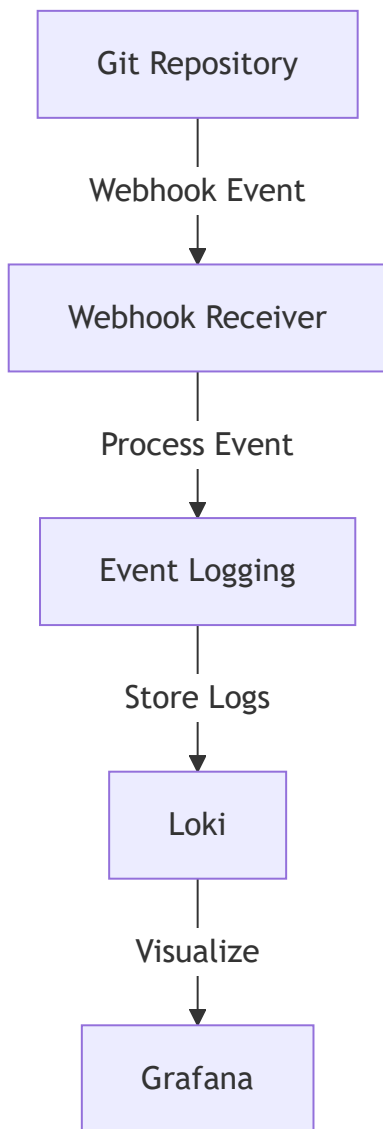 Git Repository
Webhook Event
Webhook Receiver
Process Event
Event Logging
Store Logs
Loki
Visualize
Grafana